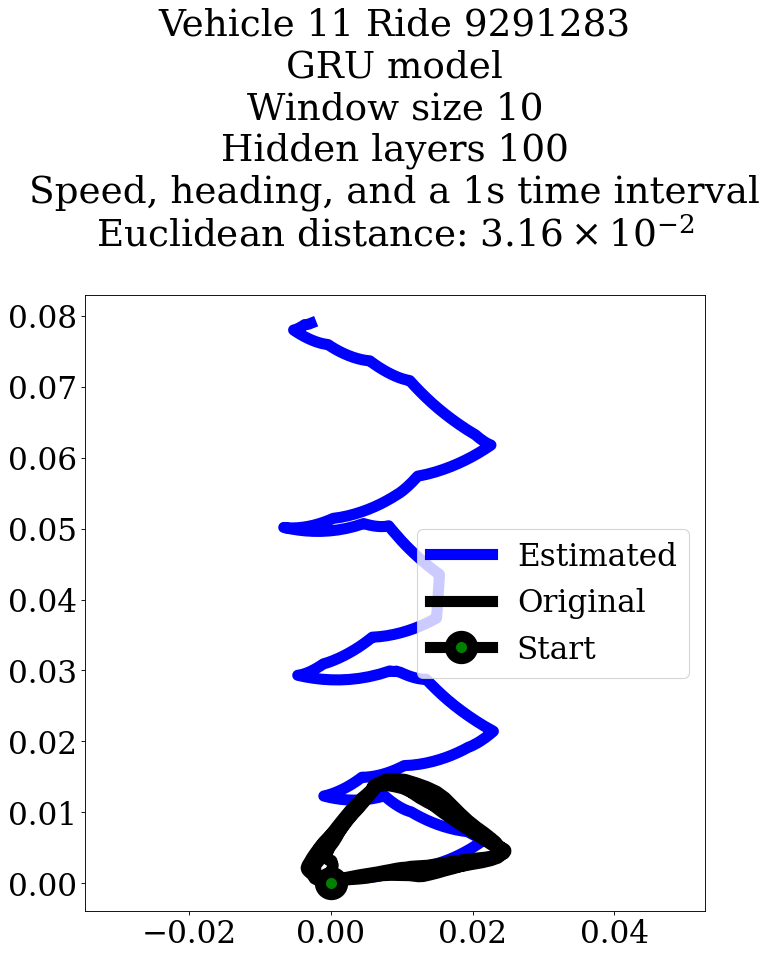 Vehicle 11 Ride 9291283
GRU model
Window size 10
Hidden layers 100
Speed, heading, and a 1s time interval
Euclidean distance: 3.16 × 10⁻²
0.08
0.07
0.06
0.05
0.04
0.03
0.02
0.01
0.00
Estimated
Original
Start
−0.02 0.00 0.02 0.04